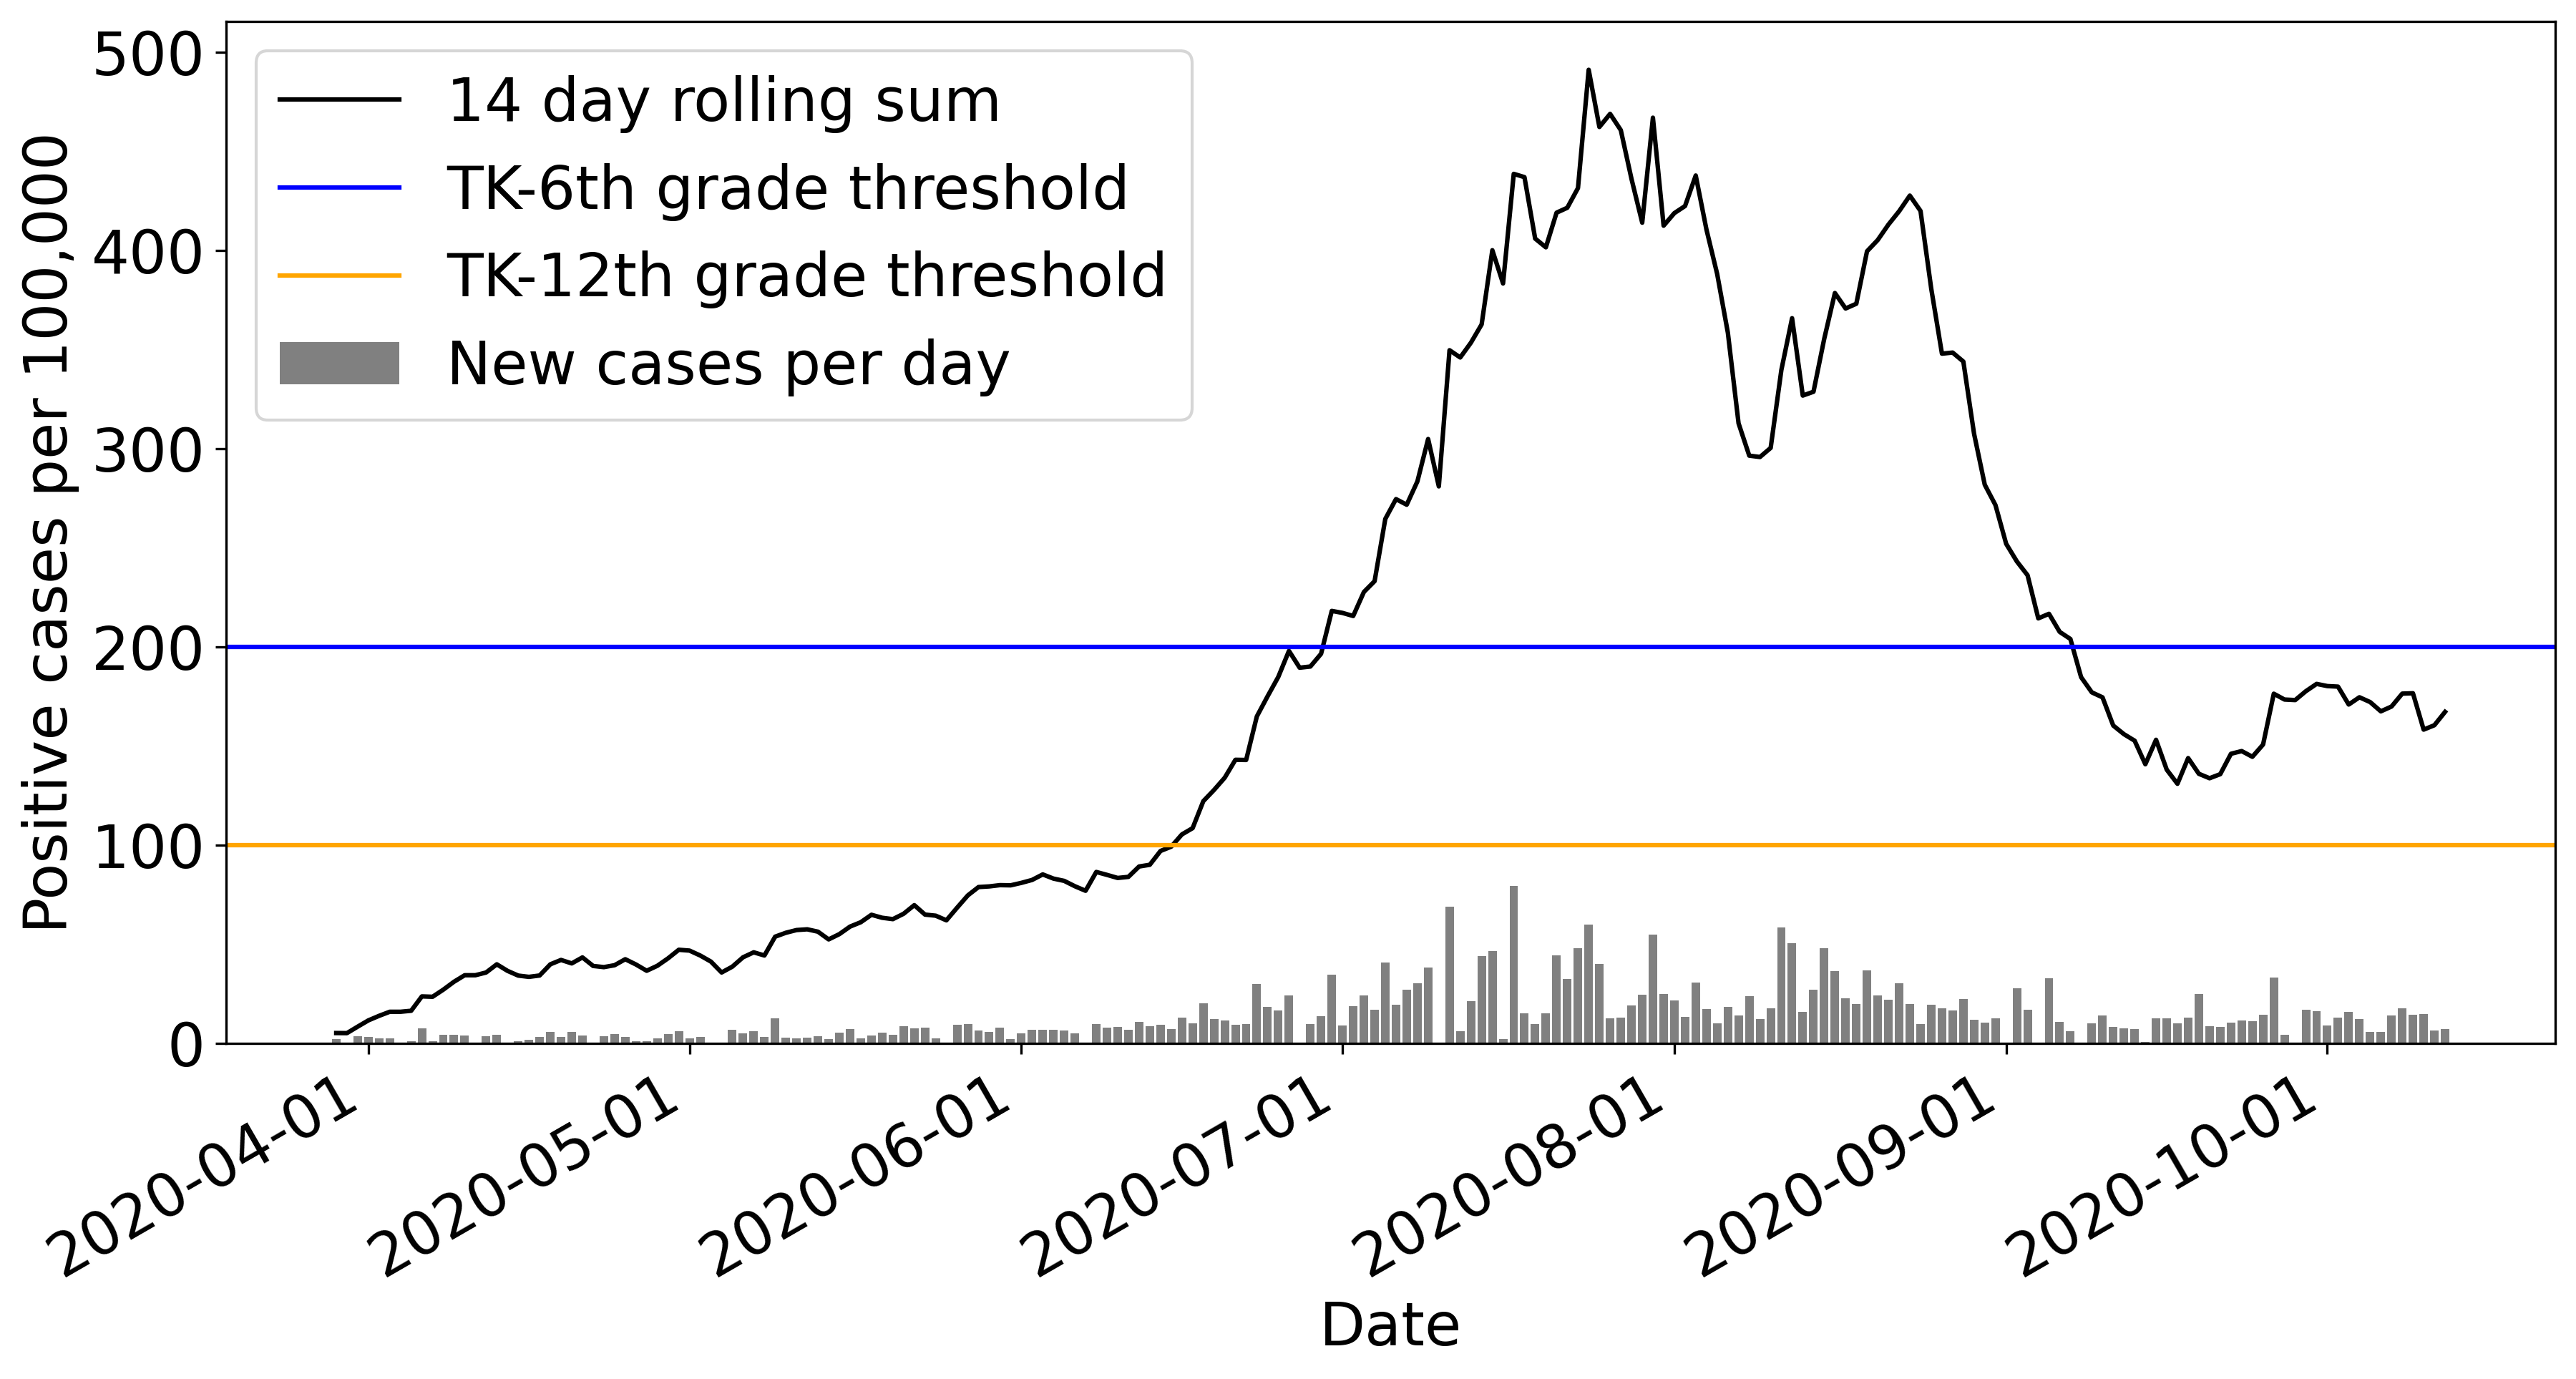 Positive cases per 100,000
500
400
300
200
100
0
14 day rolling sum
TK-6th grade threshold
TK-12th grade threshold
New cases per day
2020-04-01
2020-05-01
2020-06-01
2020-07-01
2020-08-01
2020-09-01
2020-10-01
Date